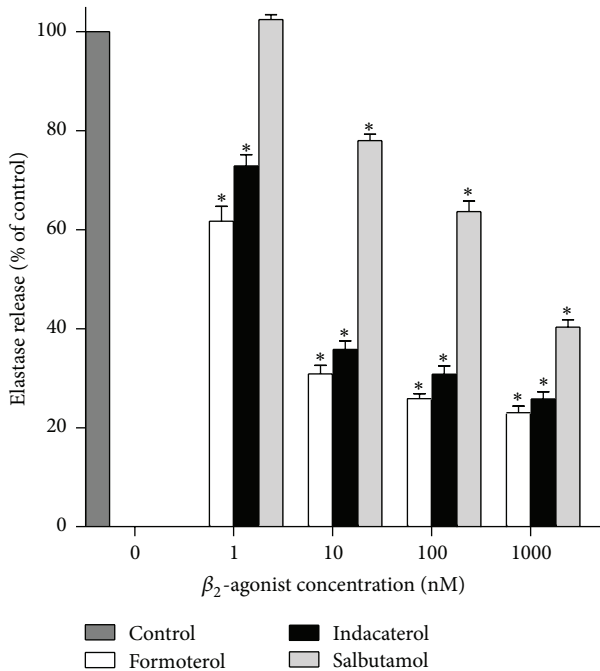 Elastase release (% of control)
100
80
60
40
20
0
* * * * * * * * * * *
0 1 10 100 1000
β₂-agonist concentration (nM)
Control
Formoterol
Indacaterol
Salbutamol